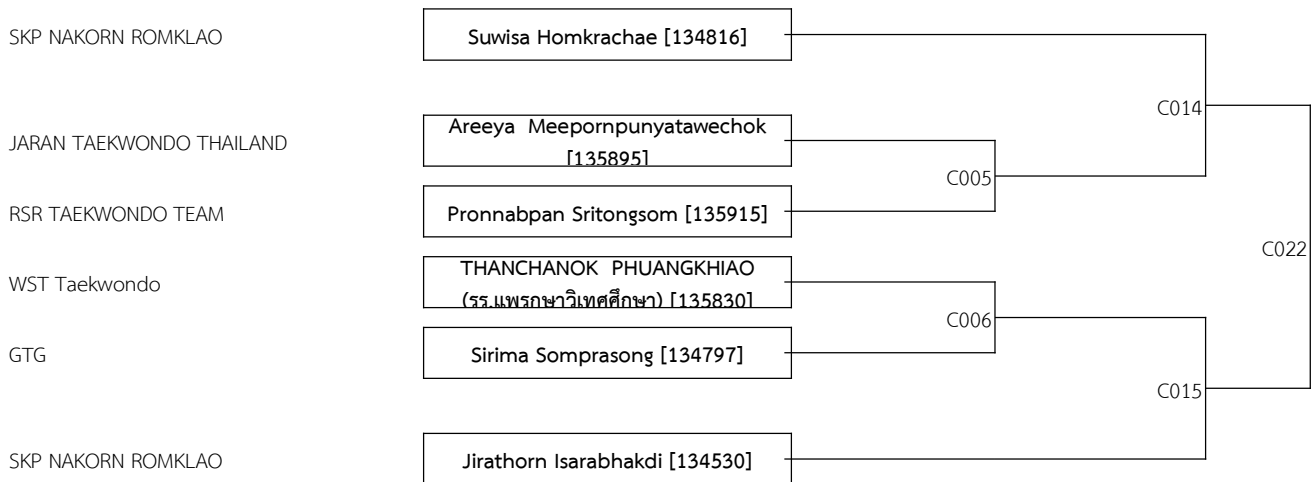 SKP NAKORN ROMKLAO
Suwisa Homkrachae [134816]
C014
JARAN TAEKWONDO THAILAND
Areeya Meepornpunyatawechok
[135895]
C005
RSR TAEKWONDO TEAM
Pronnabpan Sritongsom [135915]
C022
WST Taekwondo
THANCHANOK PHUANGKHIAO
(รร.แพรกษาวิเทศศึกษา) [135830]
C006
GTG
Sirima Somprasong [134797]
C015
SKP NAKORN ROMKLAO
Jirathorn Isarabhakdi [134530]